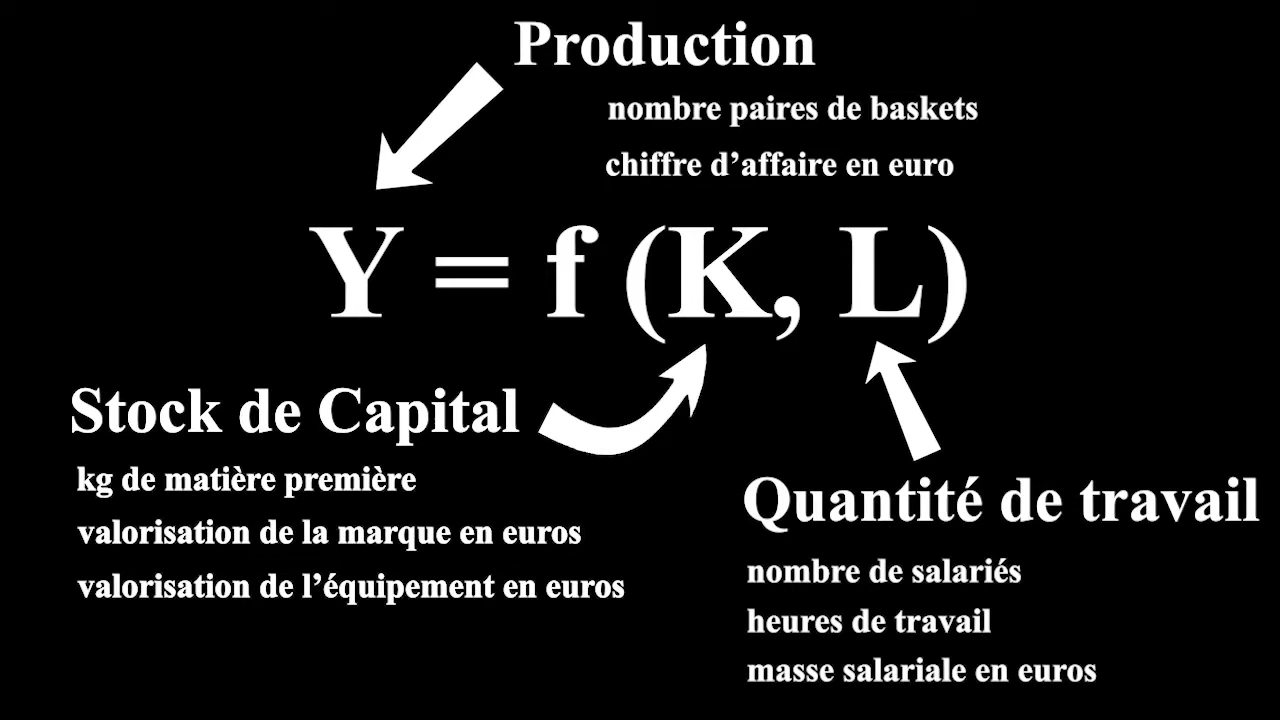 Production
nombre paires de baskets
chiffre d’affaire en euro
Y = f (K, L)
Stock de Capital
kg de matière première
valorisation de la marque en euros
valorisation de l’équipement en euros
Quantité de travail
nombre de salariés
heures de travail
masse salariale en euros